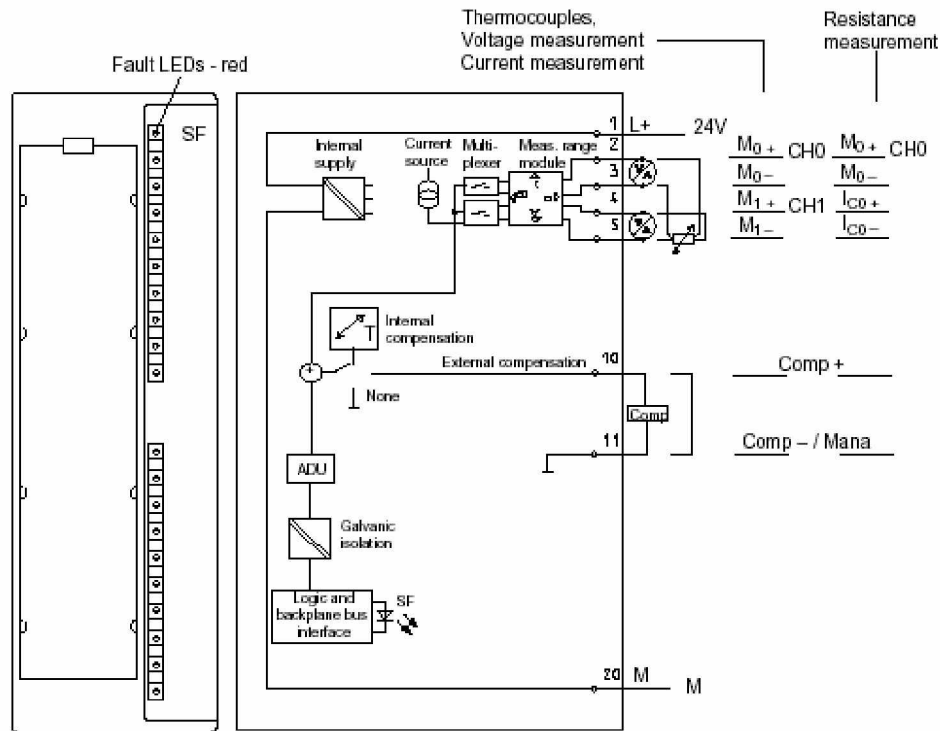 Thermocouples,
Voltage measurement
Current measurement
Resistance
measurement
Fault LEDs - red
SF
Internal
supply
Current
source
Multi-
plexer
Meas. range
module
1 L+ 24V
2
3
4
5
M0+ CH0 M0+ CH0
M0– M0–
M1+ CH1 IC0+
M1– IC0–
T
Internal
compensation
External compensation
10
None
Comp +
Comp
11
Comp – / Mana
ADU
Galvanic
isolation
Logic and
backplane bus
interface
SF
20 M
M